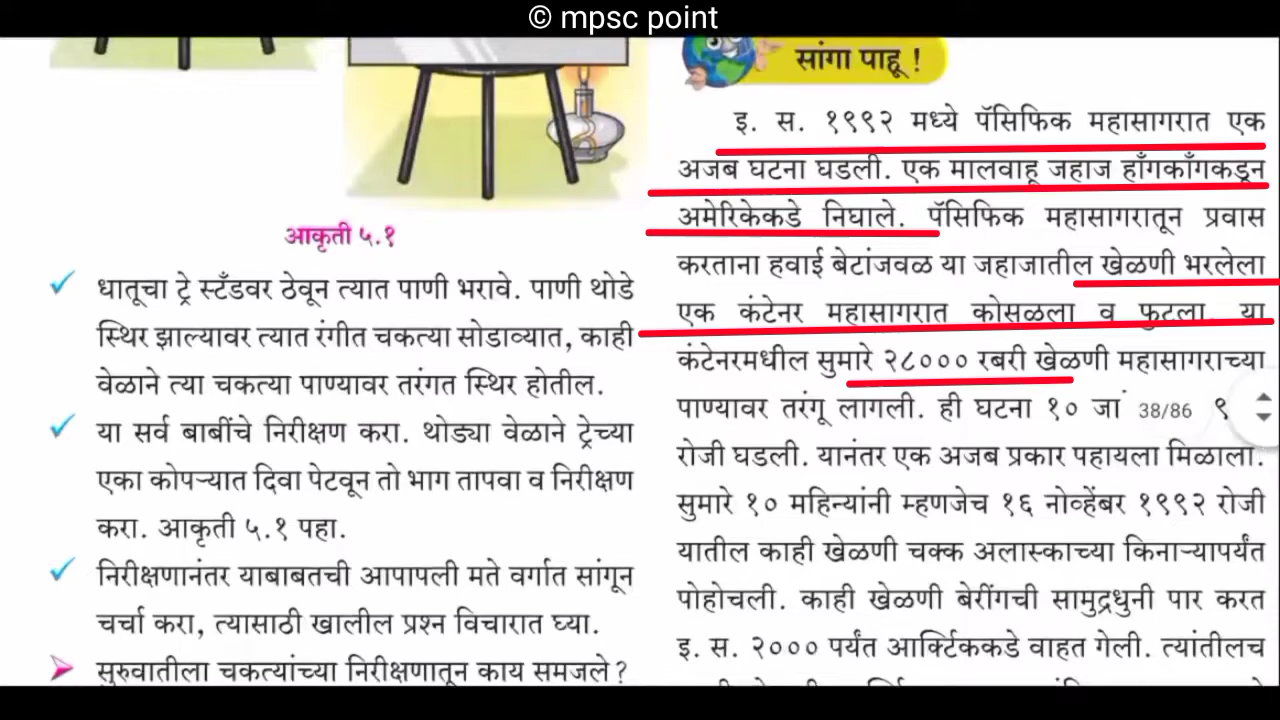 © mpsc point
आकृती ५.१
धातूचा ट्रे स्टँडवर ठेवून त्यात पाणी भरावे. पाणी थोडे
स्थिर झाल्यावर त्यात रंगीत चकत्या सोडाव्यात, काही
वेळाने त्या चकत्या पाण्यावर तरंगत स्थिर होतील.
या सर्व बाबींचे निरीक्षण करा. थोड्या वेळाने ट्रेच्या
एका कोपऱ्यात दिवा पेटवून तो भाग तापवा व निरीक्षण
करा. आकृती ५.१ पहा.
निरीक्षणानंतर याबाबतची आपापली मते वर्गात सांगून
चर्चा करा, त्यासाठी खालील प्रश्न विचारात घ्या.
सुरुवातीला चकत्यांच्या निरीक्षणातून काय समजले ?
सांगा पाहू !
इ. स. १९९२ मध्ये पॅसिफिक महासागरात एक
अजब घटना घडली. एक मालवाहू जहाज हाँगकाँगकडून
अमेरिकेकडे निघाले. पॅसिफिक महासागरातून प्रवास
करताना हवाई बेटांजवळ या जहाजातील खेळणी भरलेला
एक कंटेनर महासागरात कोसळला व फुटला. या
कंटेनरमधील सुमारे २८००० रबरी खेळणी महासागराच्या
पाण्यावर तरंगू लागली. ही घटना १०
38/86
रोजी घडली. यानंतर एक अजब प्रकार पहायला मिळाला.
सुमारे १० महिन्यांनी म्हणजेच १६ नोव्हेंबर १९९२ रोजी
यातील काही खेळणी चक्क अलास्काच्या किनाऱ्यापर्यंत
पोहोचली. काही खेळणी बेरींगची सामुद्रधुनी पार करत
इ. स. २००० पर्यंत आर्क्टिककडे वाहत गेली. त्यांतीलच